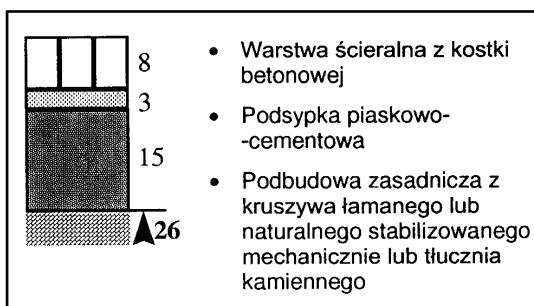 8
3
15
26
• Warstwa ścieralna z kostki
betonowej
• Podsypka piaskowo-
-cementowa
• Podbudowa zasadnicza z
kruszywa łamanego lub
naturalnego stabilizowanego
mechanicznie lub tłucznia
kamiennego